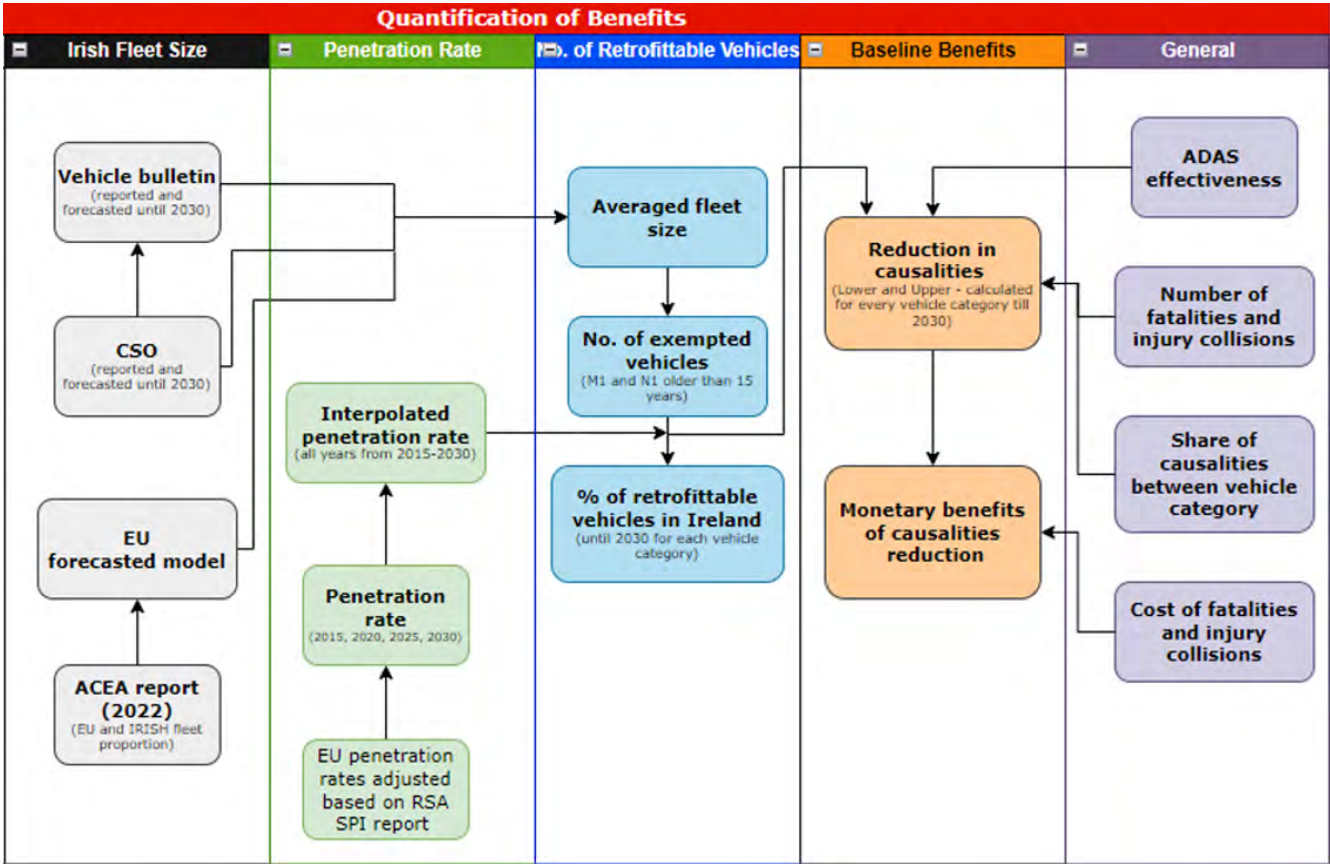 Quantification of Benefits
Irish Fleet Size
Penetration Rate
. of Retrofittable Vehicles
Baseline Benefits
General
Vehicle bulletin
(reported and
forecasted until 2030)
CSO
(reported and
forecasted until 2030)
EU
forecasted model
ACEA report
(2022)
(EU and IRISH fleet
proportion)
Interpolated
penetration rate
(all years from 2015-2030)
Penetration
rate
(2015, 2020, 2025, 2030)
EU penetration
rates adjusted
based on RSA
SPI report
Averaged fleet
size
No. of exempted
vehicles
(M1 and N1 older than 15
years)
% of retrofittable
vehicles in Ireland
(until 2030 for each vehicle
category)
Reduction in
causalities
(Lower and Upper - calculated
for every vehicle category till
2030)
Monetary benefits
of causalities
reduction
ADAS
effectiveness
Number of
fatalities and
injury collisions
Share of
causalities
between vehicle
category
Cost of fatalities
and injury
collisions